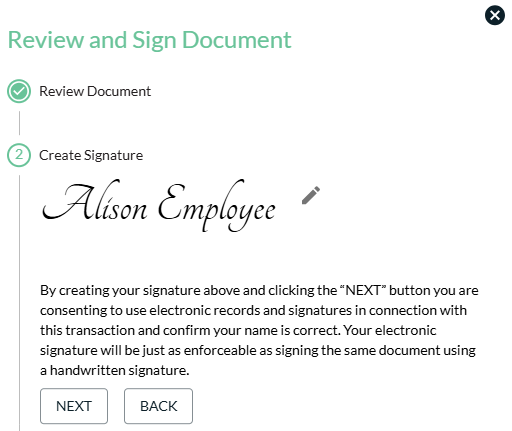 Review and Sign Document
Review Document
2
Create Signature
Alison Employee
By creating your signature above and clicking the “NEXT” button you are
consenting to use electronic records and signatures in connection with
this transaction and confirm your name is correct. Your electronic
signature will be just as enforceable as signing the same document using
a handwritten signature.
NEXT BACK